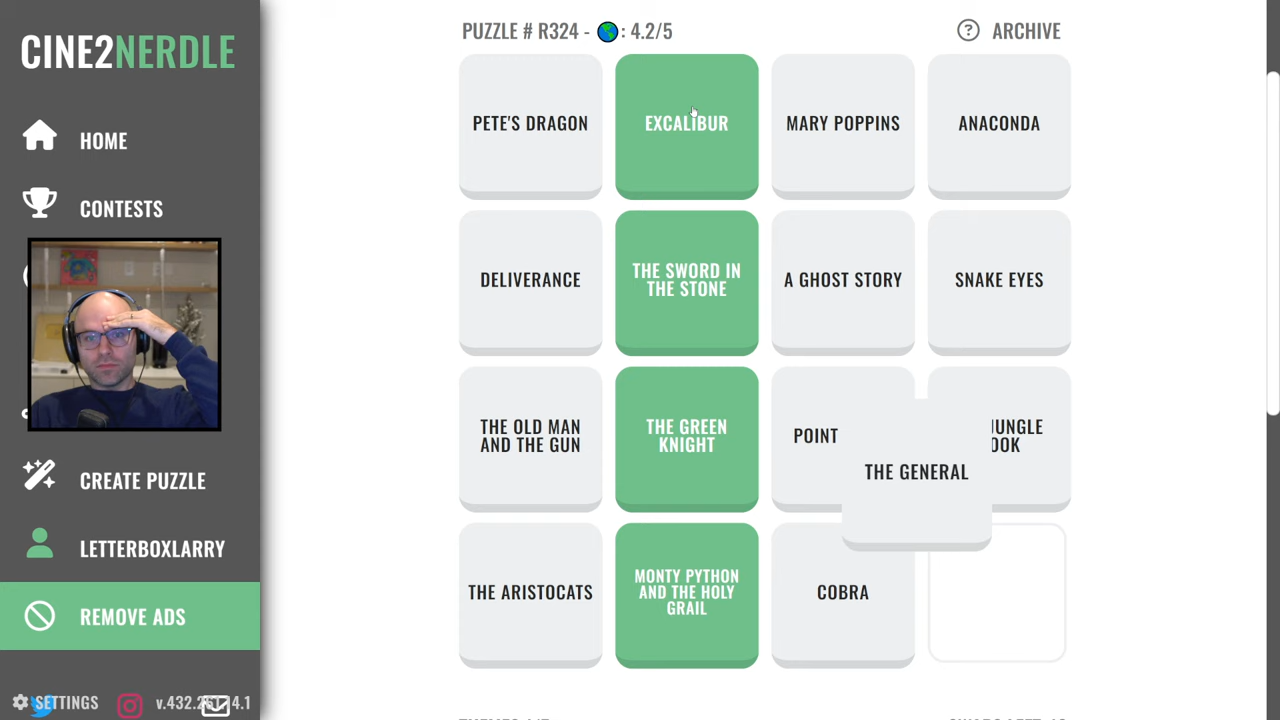 CINE2NERDLE
HOME
CONTESTS
CREATE PUZZLE
LETTERBOXLARRY
REMOVE ADS
SETTINGS
PUZZLE # R324 - : 4.2/5
? ARCHIVE
PETE'S DRAGON
EXCALIBUR
MARY POPPINS
ANACONDA
DELIVERANCE
THE SWORD IN
THE STONE
A GHOST STORY
SNAKE EYES
THE OLD MAN
AND THE GUN
THE GREEN
KNIGHT
POINT
THE GENERAL
THE ARISTOCATS
MONTY PYTHON
AND THE HOLY
GRAIL
COBRA